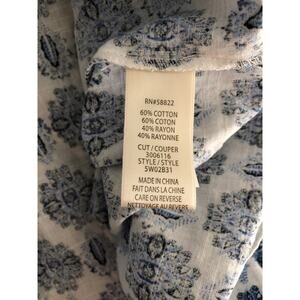 RN#58822
60% COTTON
60% COTON
40% RAYON
40% RAYONNE
CUT / COUPER
3006116
STYLE / STYLE
5W02B31
MADE IN CHINA
FAIT DANS LA CHINE
CARE ON REVERSE
NETTOYAGE AU REVERS